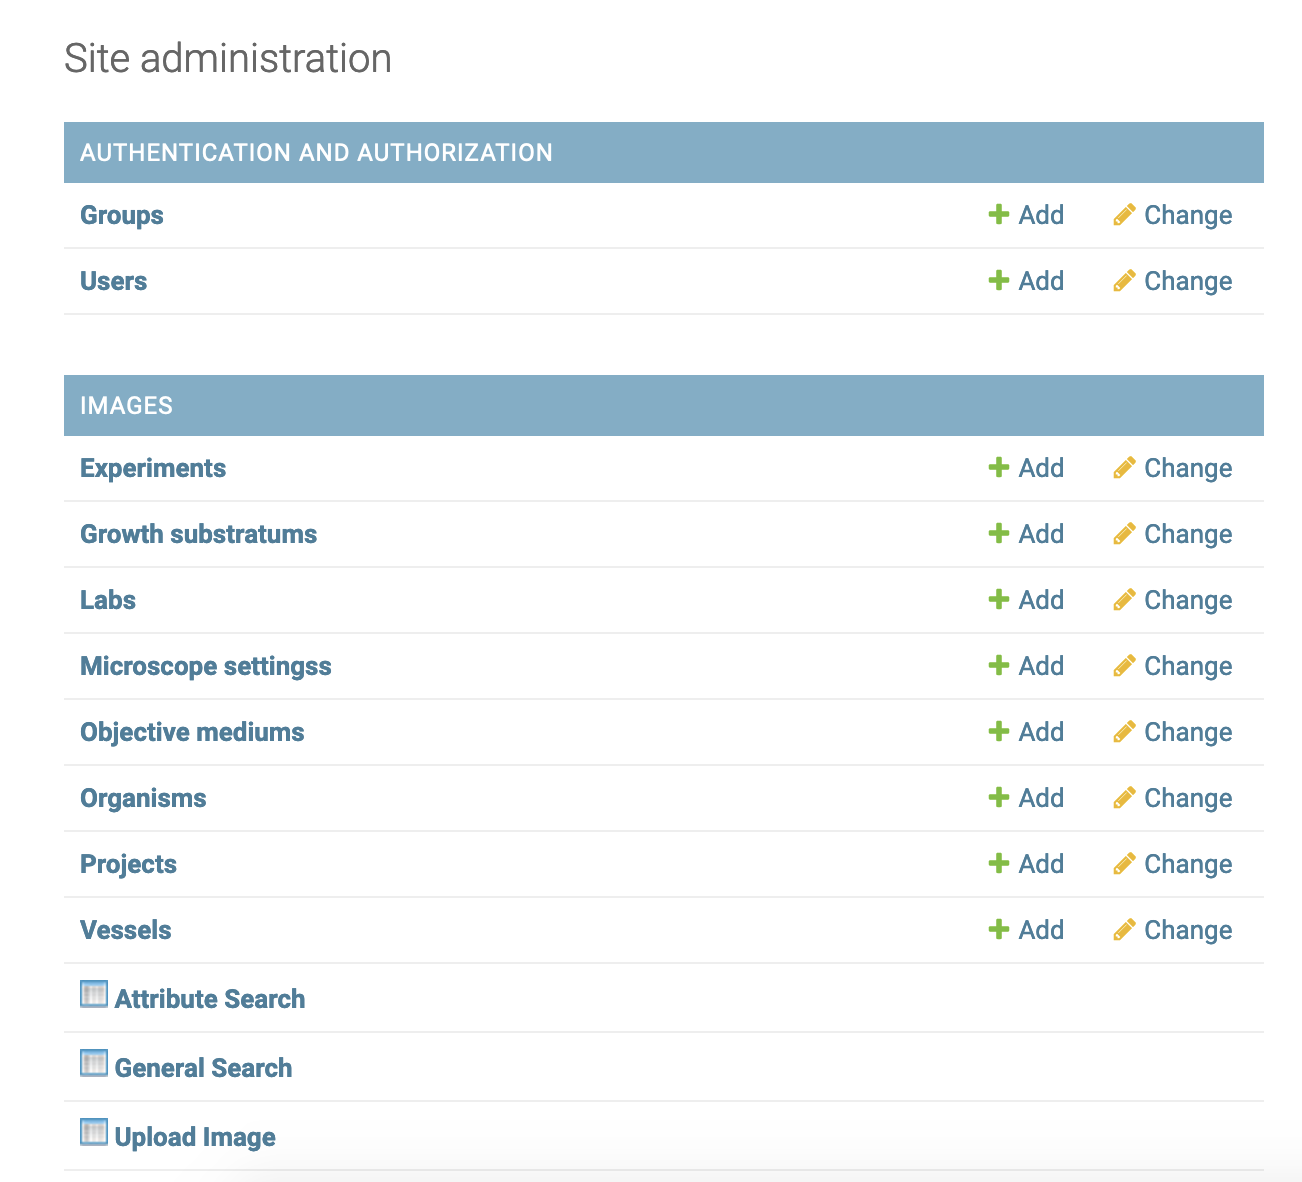 Site administration
AUTHENTICATION AND AUTHORIZATION
Groups Add Change
Users Add Change
IMAGES
Experiments Add Change
Growth substratums Add Change
Labs Add Change
Microscope settingss Add Change
Objective mediums Add Change
Organisms Add Change
Projects Add Change
Vessels Add Change
Attribute Search
General Search
Upload Image